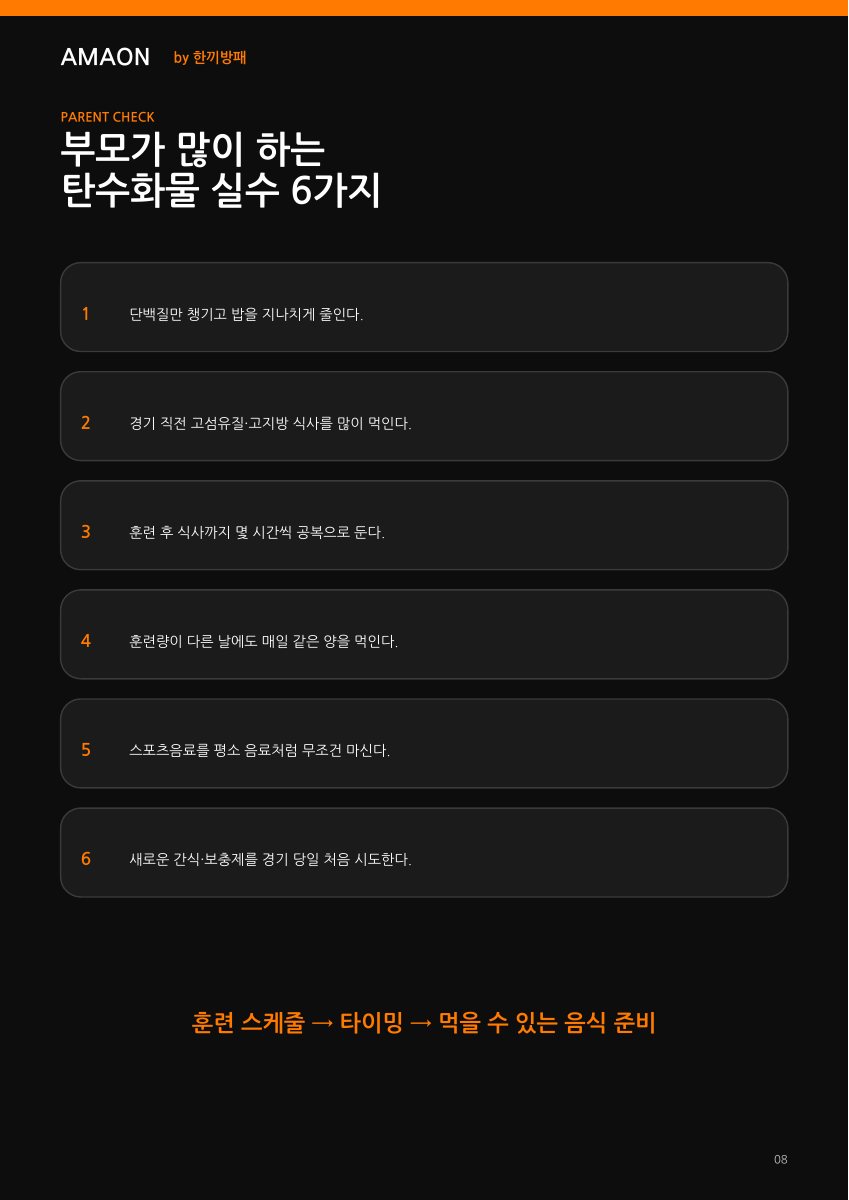 AMAON by 한끼방패
PARENT CHECK
부모가 많이 하는
탄수화물 실수 6가지
1 단백질만 챙기고 밥을 지나치게 줄인다.
2 경기 직전 고섬유질·고지방 식사를 많이 먹인다.
3 훈련 후 식사까지 몇 시간씩 공복으로 둔다.
4 훈련량이 다른 날에도 매일 같은 양을 먹인다.
5 스포츠음료를 평소 음료처럼 무조건 마신다.
6 새로운 간식·보충제를 경기 당일 처음 시도한다.
훈련 스케줄 → 타이밍 → 먹을 수 있는 음식 준비
08